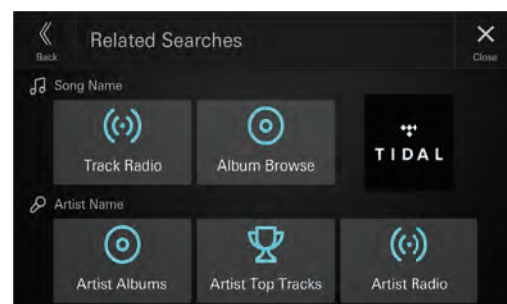 Back
Related Searches
Close
Song Name
Track Radio
Album Browse
TIDAL
Artist Name
Artist Albums
Artist Top Tracks
Artist Radio